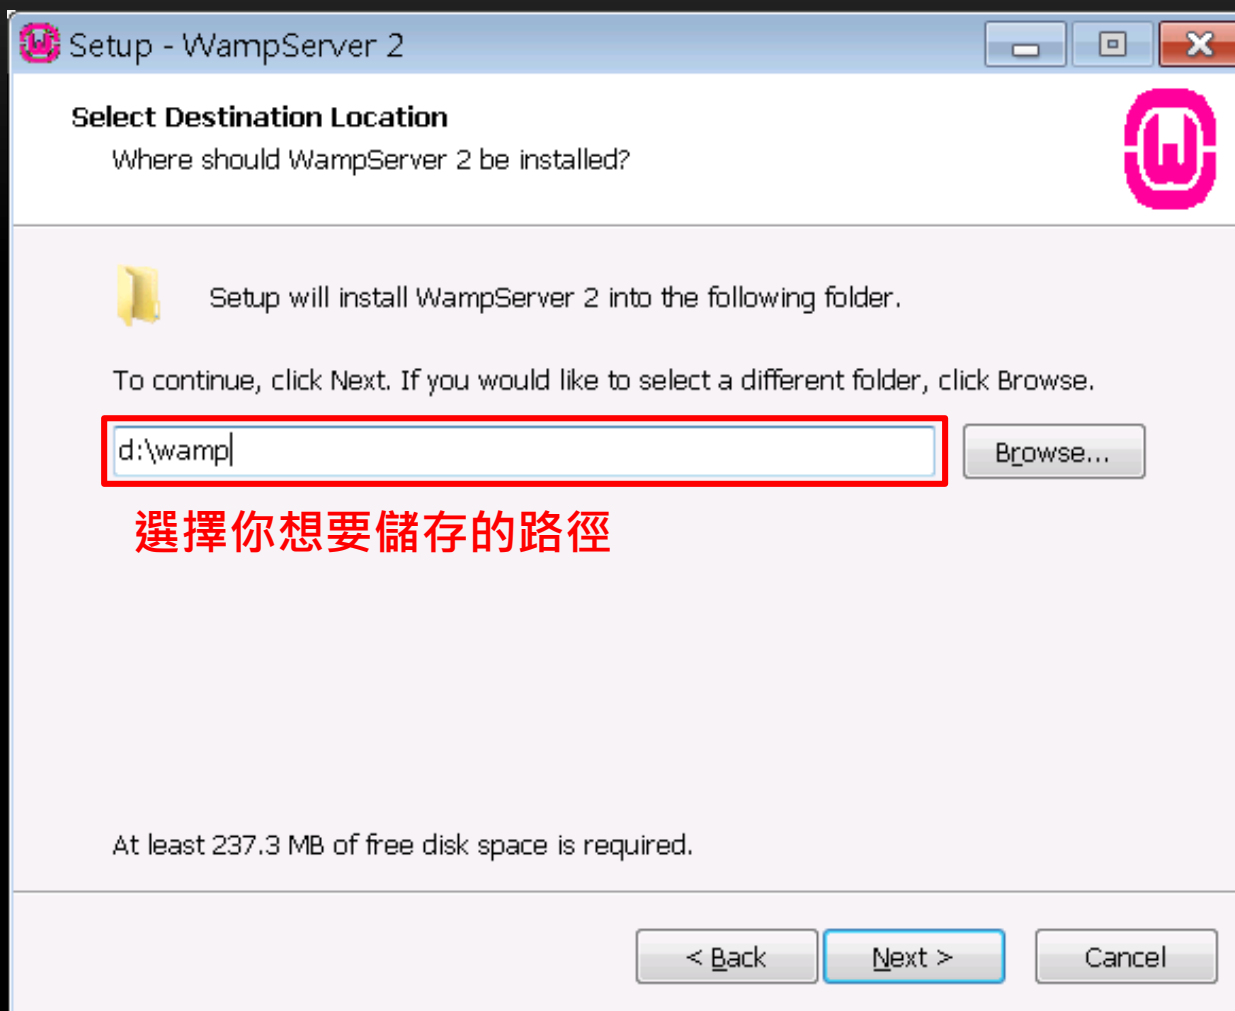 Setup - WampServer 2
Select Destination Location
Where should WampServer 2 be installed?
Setup will install WampServer 2 into the following folder.
To continue, click Next. If you would like to select a different folder, click Browse.
d:\wamp
Browse...
選擇你想要儲存的路徑
At least 237.3 MB of free disk space is required.
< Back
Next >
Cancel